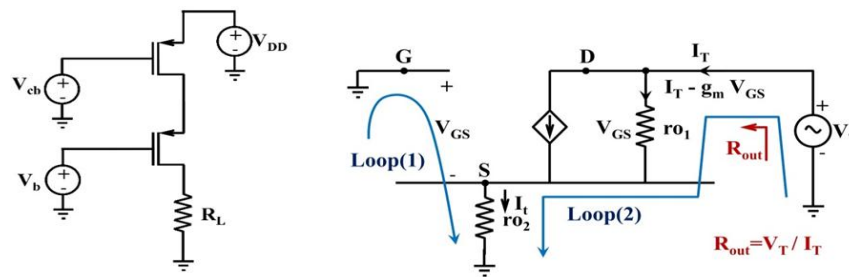 V_DD
V_cb
V_b
R_L
G
+
V_GS
Loop(1)
-
S
I_t
ro_2
D
I_T
I_T - g_m V_GS
V_GS
ro_1
R_out
+
-
Loop(2)
R_out=V_T / I_T